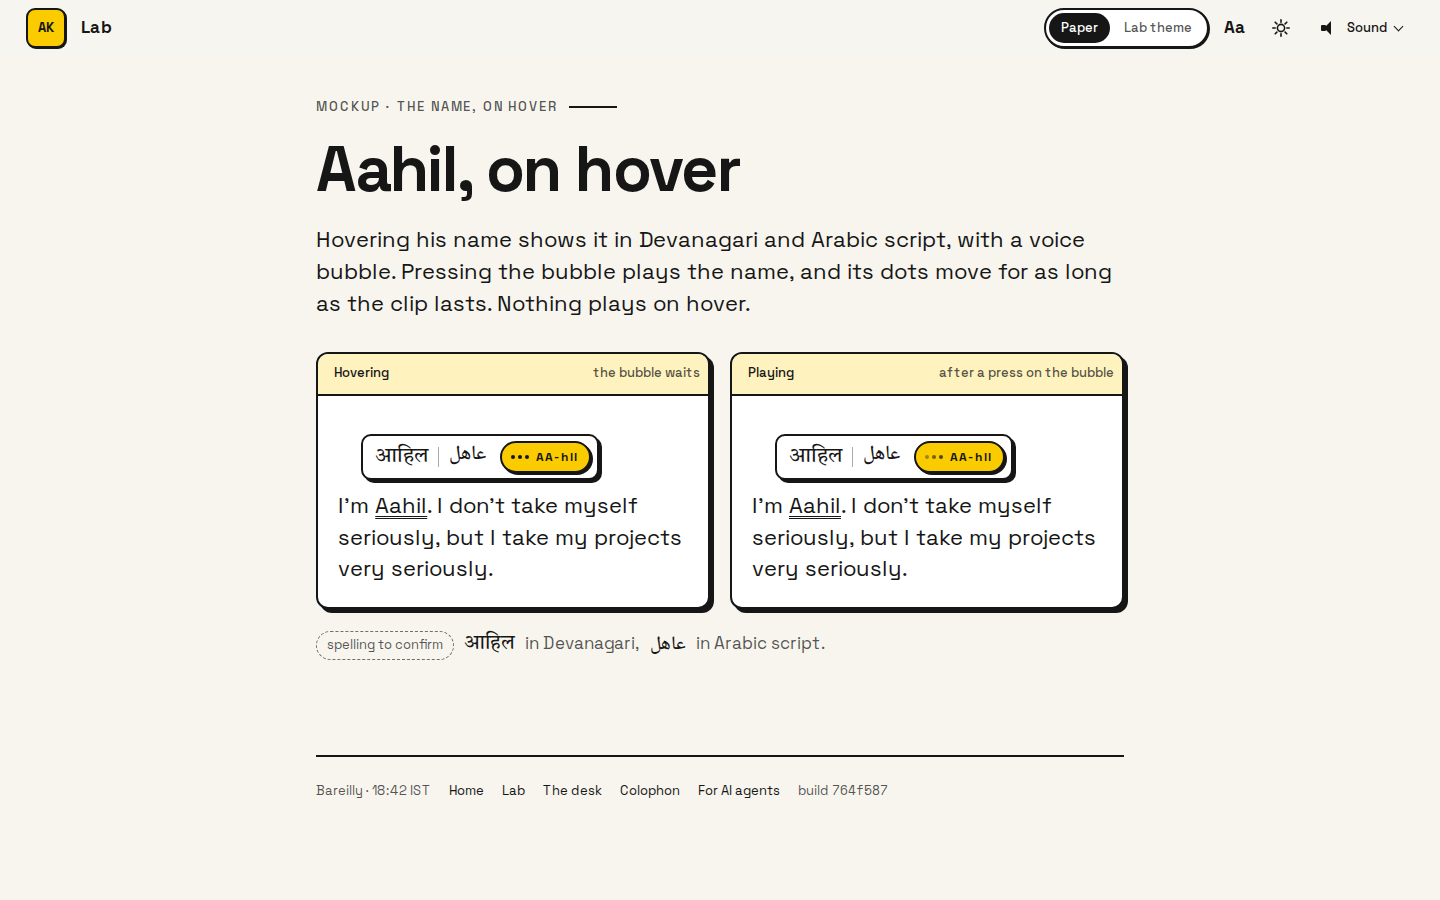 AK Lab
Paper Lab theme Aa Sound
MOCKUP · THE NAME, ON HOVER
Aahil, on hover
Hovering his name shows it in Devanagari and Arabic script, with a voice
bubble. Pressing the bubble plays the name, and its dots move for as long
as the clip lasts. Nothing plays on hover.
Hovering the bubble waits
आहिल عاهل AA-hil
I’m Aahil. I don’t take myself
seriously, but I take my projects
very seriously.
Playing after a press on the bubble
आहिल عاهل AA-hil
I’m Aahil. I don’t take myself
seriously, but I take my projects
very seriously.
spelling to confirm आहिल in Devanagari, عاهل in Arabic script.
Bareilly · 18:42 IST Home Lab The desk Colophon For AI agents build 764f587